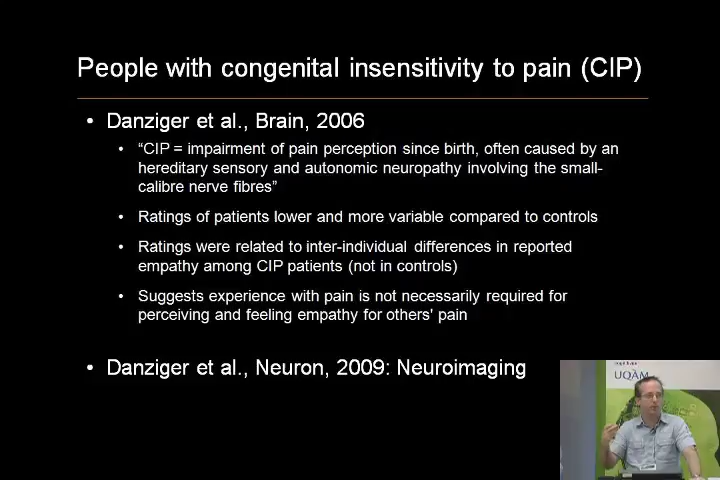 People with congenital insensitivity to pain (CIP)
• Danziger et al., Brain, 2006
• “CIP = impairment of pain perception since birth, often caused by an
hereditary sensory and autonomic neuropathy involving the small-
calibre nerve fibres”
• Ratings of patients lower and more variable compared to controls
• Ratings were related to inter-individual differences in reported
empathy among CIP patients (not in controls)
• Suggests experience with pain is not necessarily required for
perceiving and feeling empathy for others' pain
• Danziger et al., Neuron, 2009: Neuroimaging
UQÀM